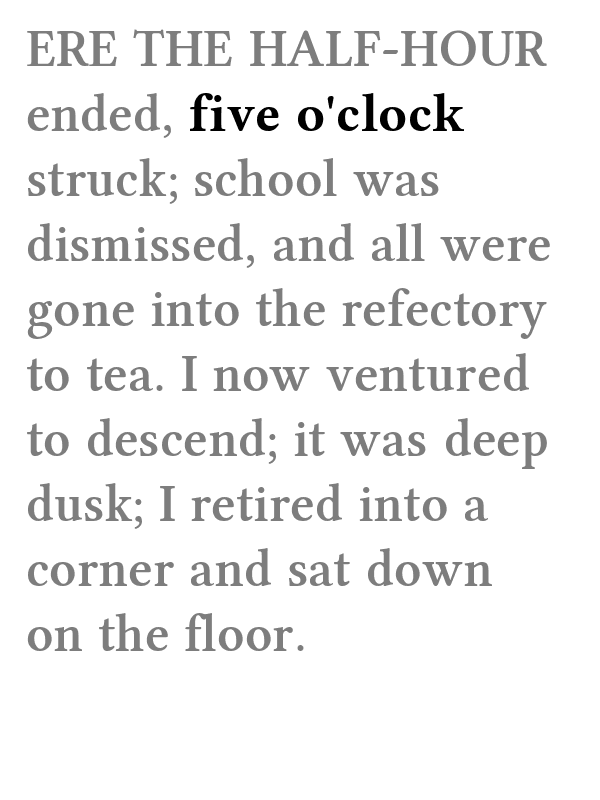 ERE THE HALF-HOUR
ended, five o'clock
struck; school was
dismissed, and all were
gone into the refectory
to tea. I now ventured
to descend; it was deep
dusk; I retired into a
corner and sat down
on the floor.